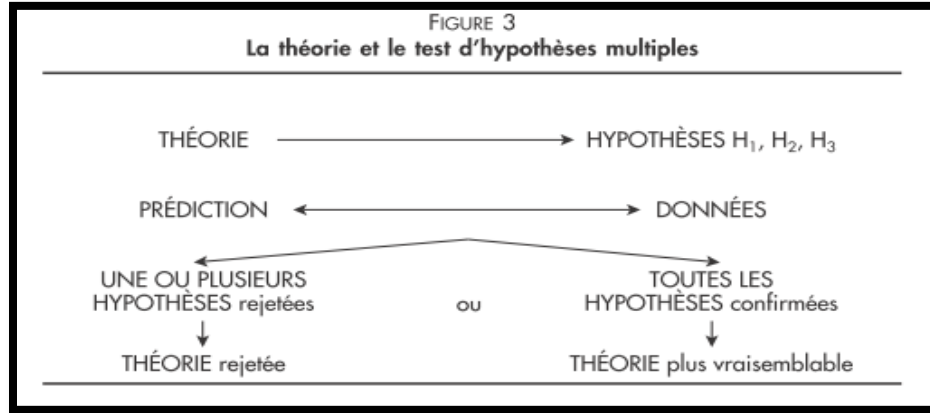 FIGURE 3
La théorie et le test d'hypothèses multiples
THÉORIE HYPOTHÈSES H₁, H₂, H₃
PRÉDICTION DONNÉES
UNE OU PLUSIEURS TOUTES LES
HYPOTHÈSES rejetées ou HYPOTHÈSES confirmées
THÉORIE rejetée THÉORIE plus vraisemblable